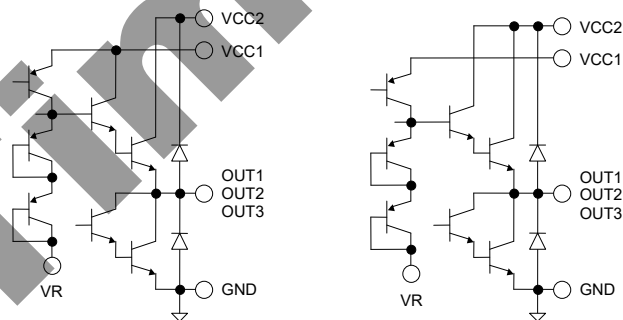 VCC2
VCC1
OUT1
OUT2
OUT3
GND
VR
VCC2
VCC1
OUT1
OUT2
OUT3
GND
VR